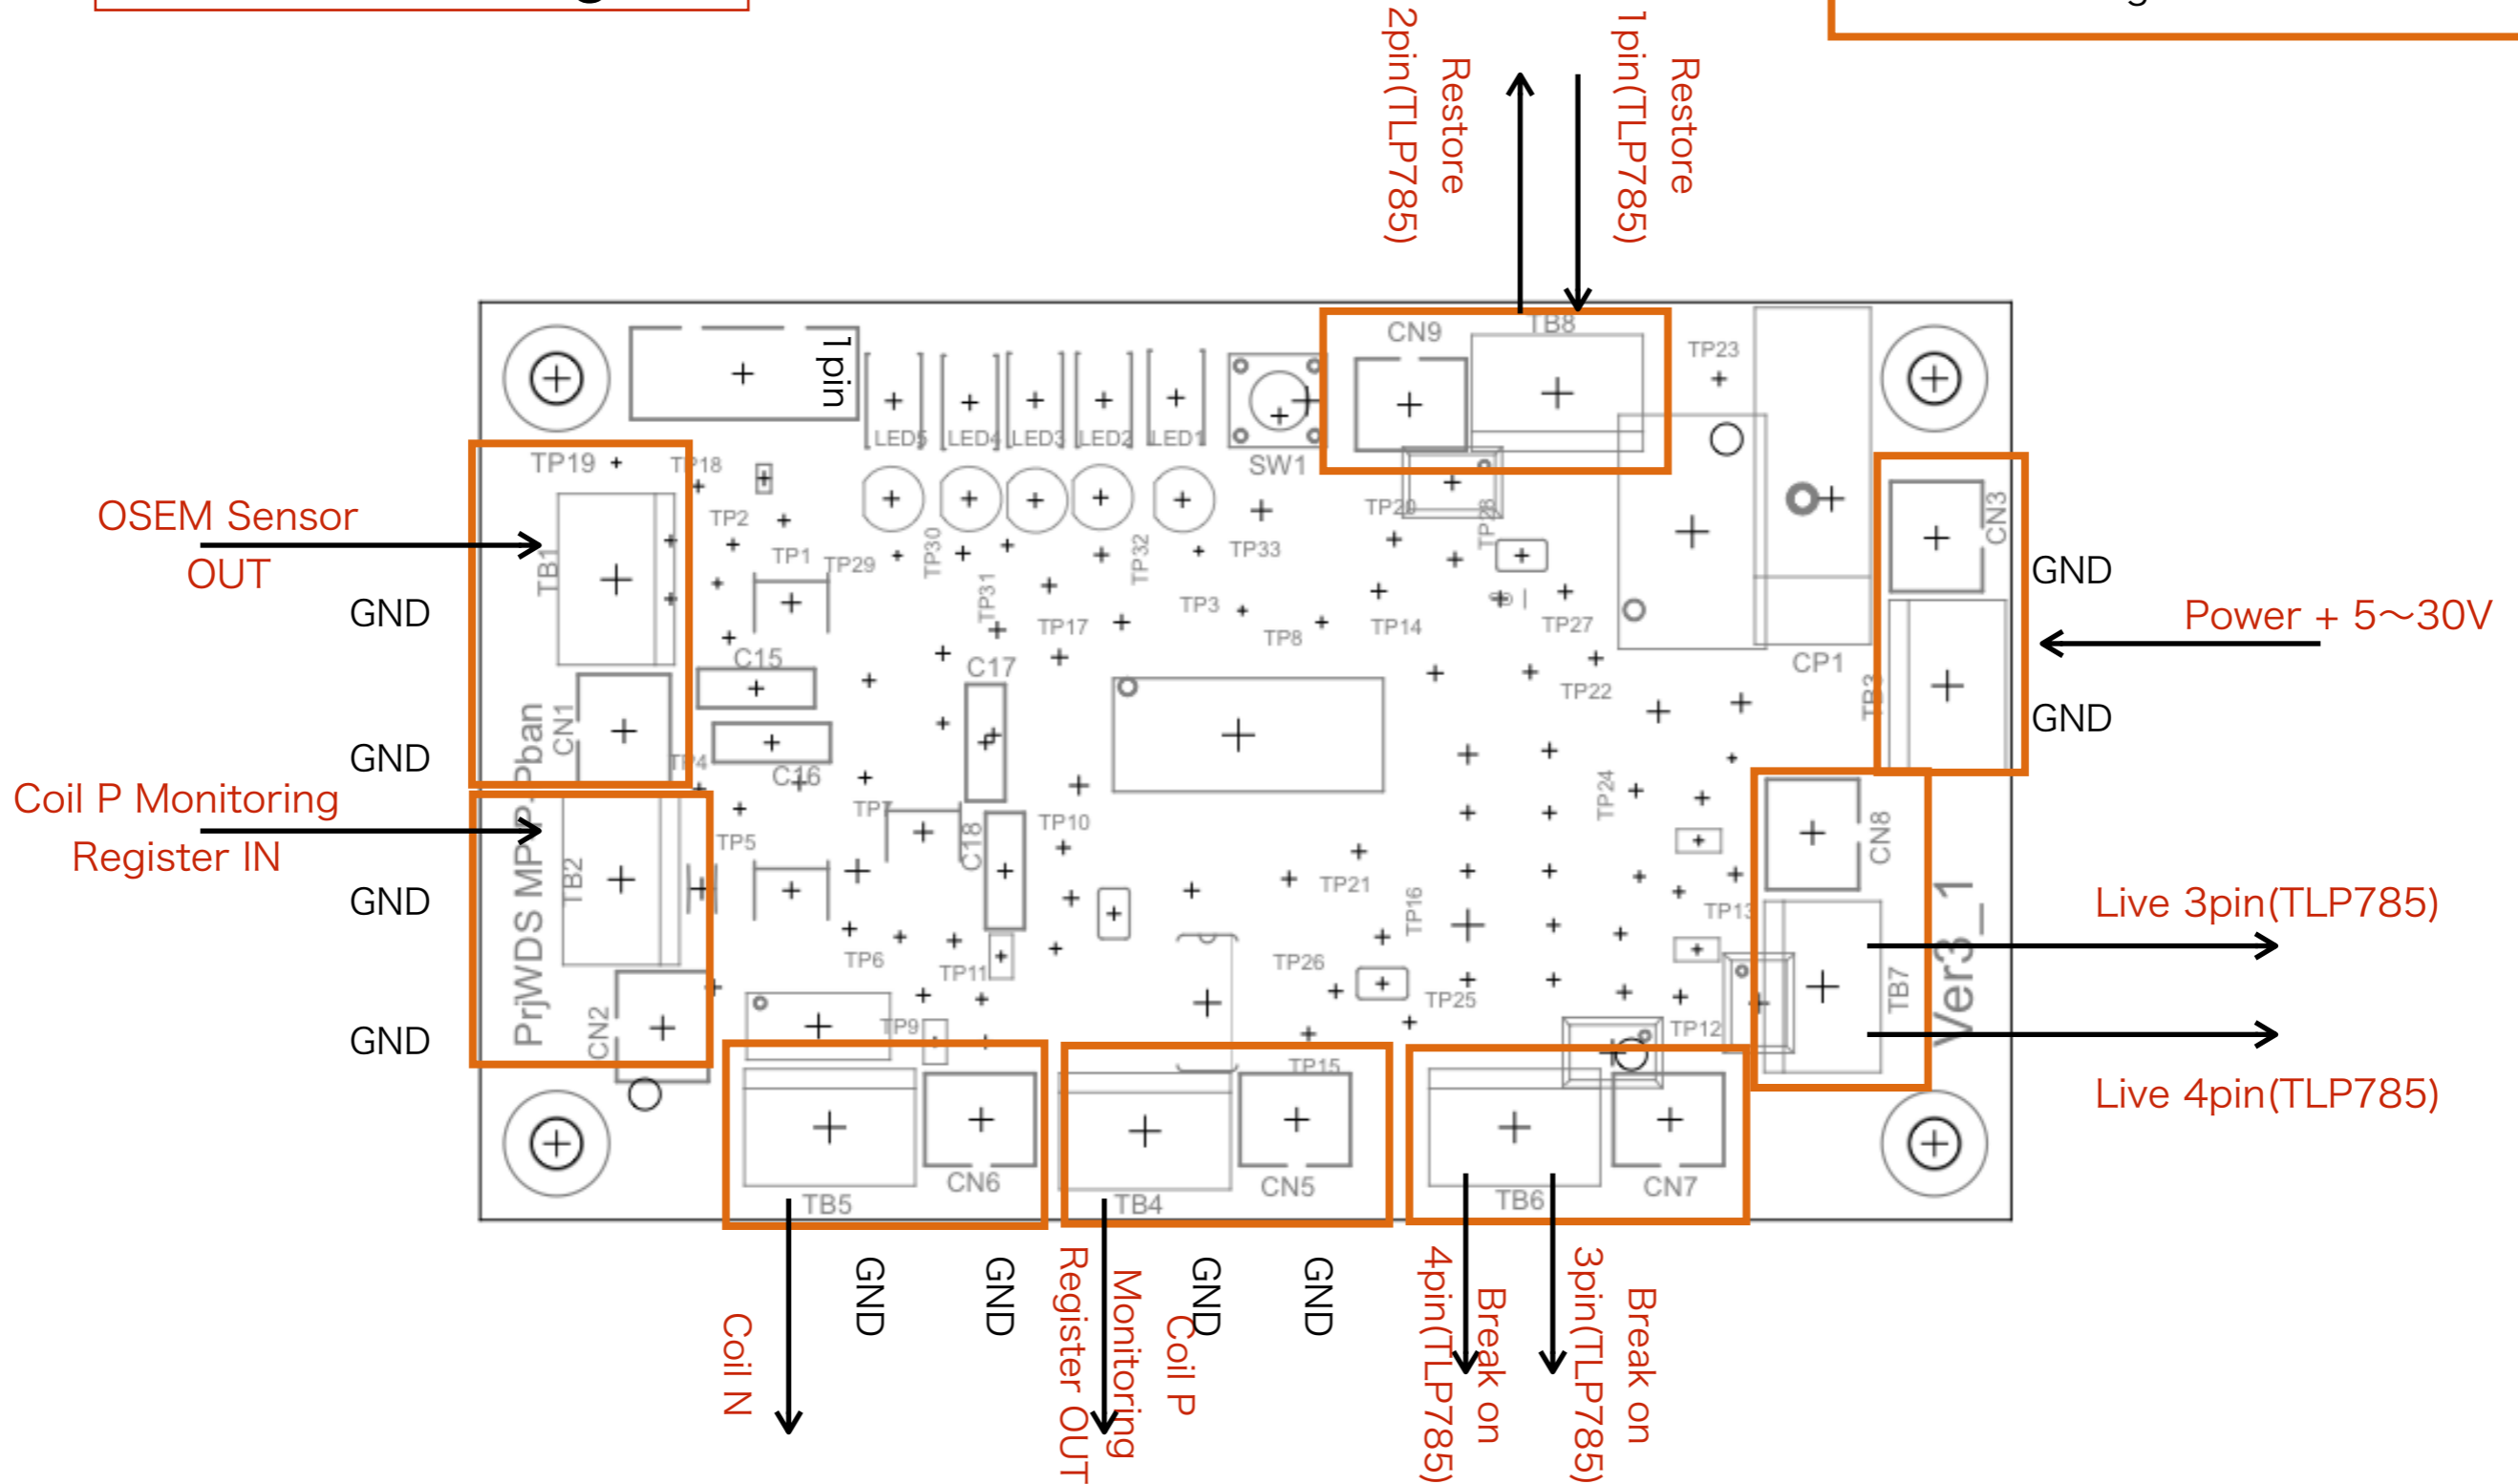 2pin(TLP785)
Restore
1pin(TLP785)
Restore
1pin
CN9
TB8
TP23
LED5
LED4
LED3
LED2
LED1
SW1
TP19
TP18
TP2
TP1
TP29
TP30
TP31
TP32
TP33
TP28
CN3
OSEM Sensor
OUT
TB1
GND
GND
Power + 5〜30V
TP17
TP3
TP8
TP14
TP27
C15
C17
TP22
CP1
TB3
GND
CN1
GND
TP4
C16
Coil P Monitoring
Register IN
TB2
TP5
TP7
C18
TP10
TP24
CN8
TP21
TP16
TP13
GND
Live 3pin(TLP785)
TP6
TP11
TP26
TP25
TB7
Ver3_1
CN2
GND
TP9
TP15
TP12
Live 4pin(TLP785)
TB5
CN6
TB4
CN5
TB6
CN7
Coil N
GND
GND
Register OUT
Monitoring
Coil P
GND
GND
4pin(TLP785)
Break on
3pin(TLP785)
Break on